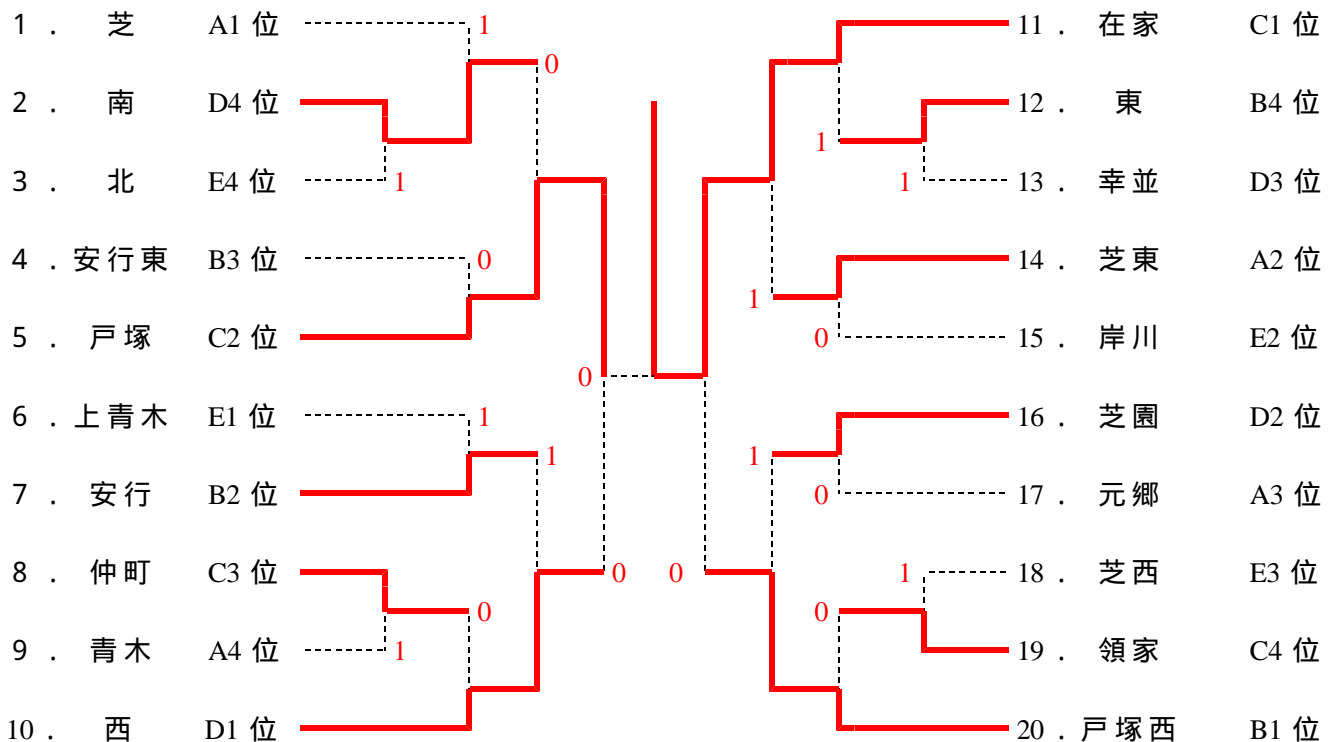 1 . 芝 A1 位 1 11 . 在家 C1 位
0
2 . 南 D4 位 12 . 東 B4 位
1
3 . 北 E4 位 1 1 13 . 幸並 D3 位
4 . 安行東 B3 位 0 14 . 芝東 A2 位
1
5 . 戸塚 C2 位 0 15 . 岸川 E2 位
0
6 . 上青木 E1 位 1 16 . 芝園 D2 位
1 1
7 . 安行 B2 位 0 17 . 元郷 A3 位
8 . 仲町 C3 位 0 0 1 18 . 芝西 E3 位
0 0
9 . 青木 A4 位 1 19 . 領家 C4 位
10 . 西 D1 位 20 . 戸塚西 B1 位